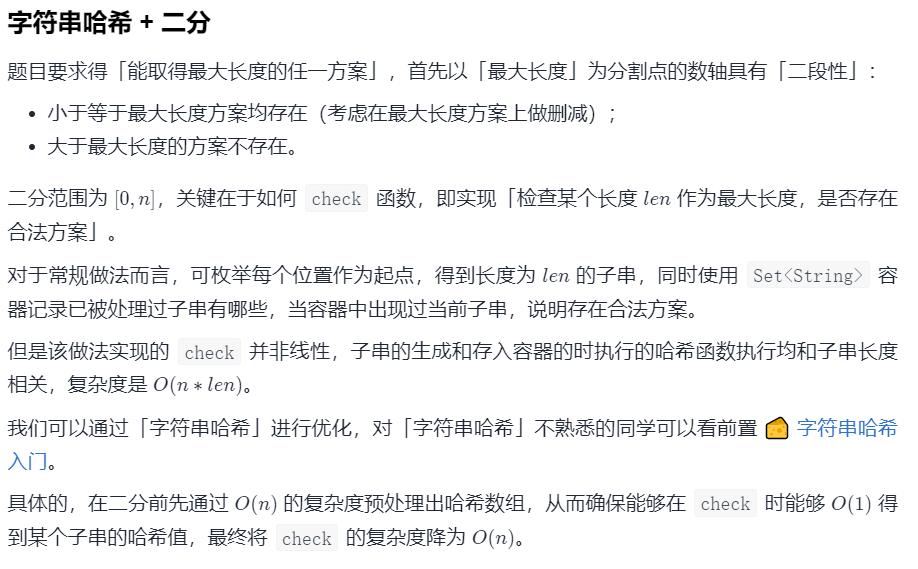 字符串哈希 + 二分
题目要求得「能取得最大长度的任一方案」，首先以「最大长度」为分割点的数轴具有「二段性」：
• 小于等于最大长度方案均存在（考虑在最大长度方案上做删减）；
• 大于最大长度的方案不存在。
二分范围为 [0, n]，关键在于如何 check 函数，即实现「检查某个长度 len 作为最大长度，是否存在
合法方案」。
对于常规做法而言，可枚举每个位置作为起点，得到长度为 len 的子串，同时使用 Set<String> 容
器记录已被处理过子串有哪些，当容器中出现过当前子串，说明存在合法方案。
但是该做法实现的 check 并非线性，子串的生成和存入容器的时执行的哈希函数执行均和子串长度
相关，复杂度是 O(n * len)。
我们可以通过「字符串哈希」进行优化，对「字符串哈希」不熟悉的同学可以看前置 🧀 字符串哈希
入门。
具体的，在二分前先通过 O(n) 的复杂度预处理出哈希数组，从而确保能够在 check 时能够 O(1) 得
到某个子串的哈希值，最终将 check 的复杂度降为 O(n)。